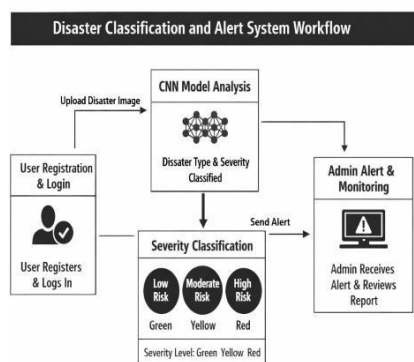 Disaster Classification and Alert System Workflow
Upload Disaster Image
CNN Model Analysis
Dissater Type & Severity
Classified
User Registration
& Login
User Registers
& Logs In
Severity Classification
Low
Risk
Moderate
Risk
High
Risk
Green Yellow Red
Severity Level: Green Yellow Red
Send Alert
Admin Alert &
Monitoring
Admin Receives
Alert & Reviews
Report